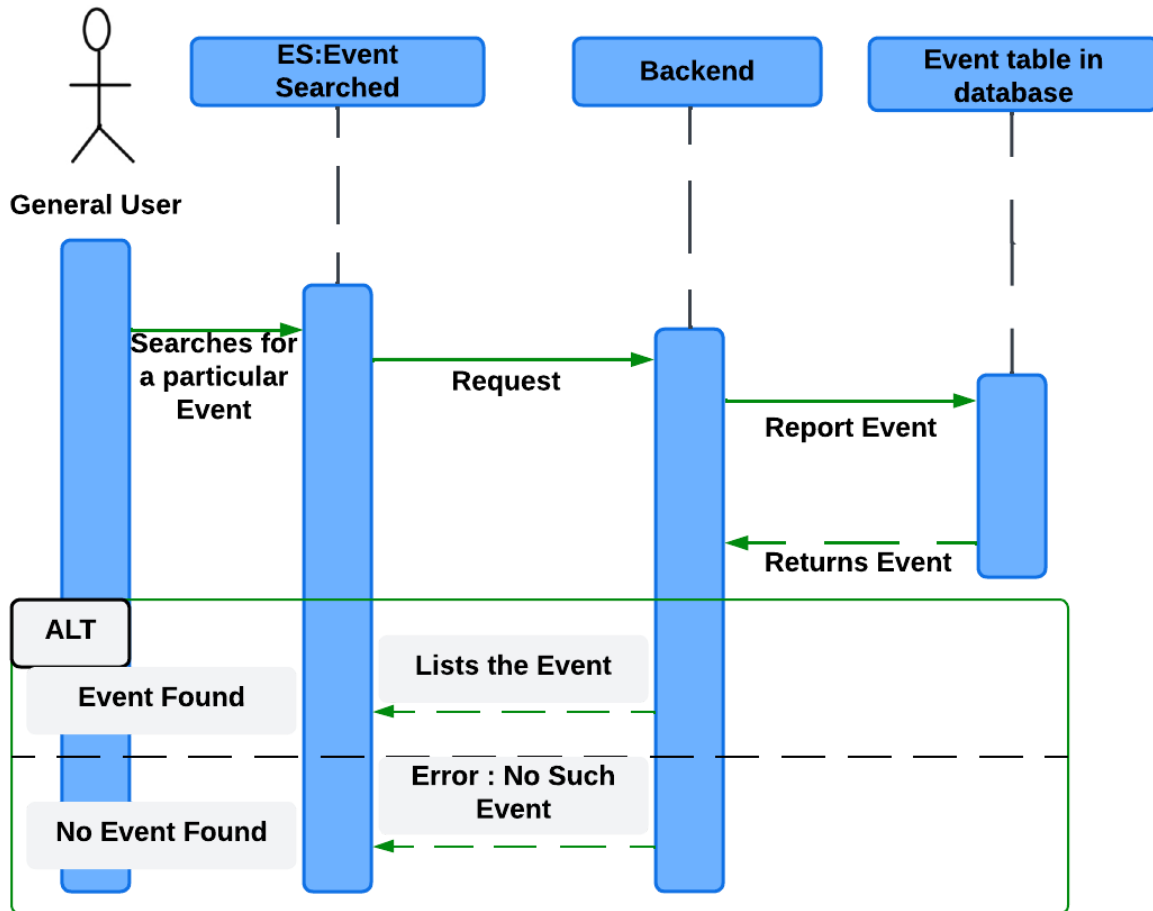 ES:Event
Searched
Backend
Event table in
database
General User
Searches for
a particular
Event
Request
Report Event
Returns Event
ALT
Lists the Event
Event Found
Error : No Such
Event
No Event Found